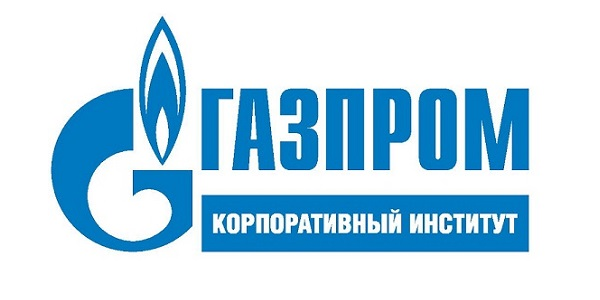 ГАЗПРОМ
КОРПОРАТИВНЫЙ ИНСТИТУТ